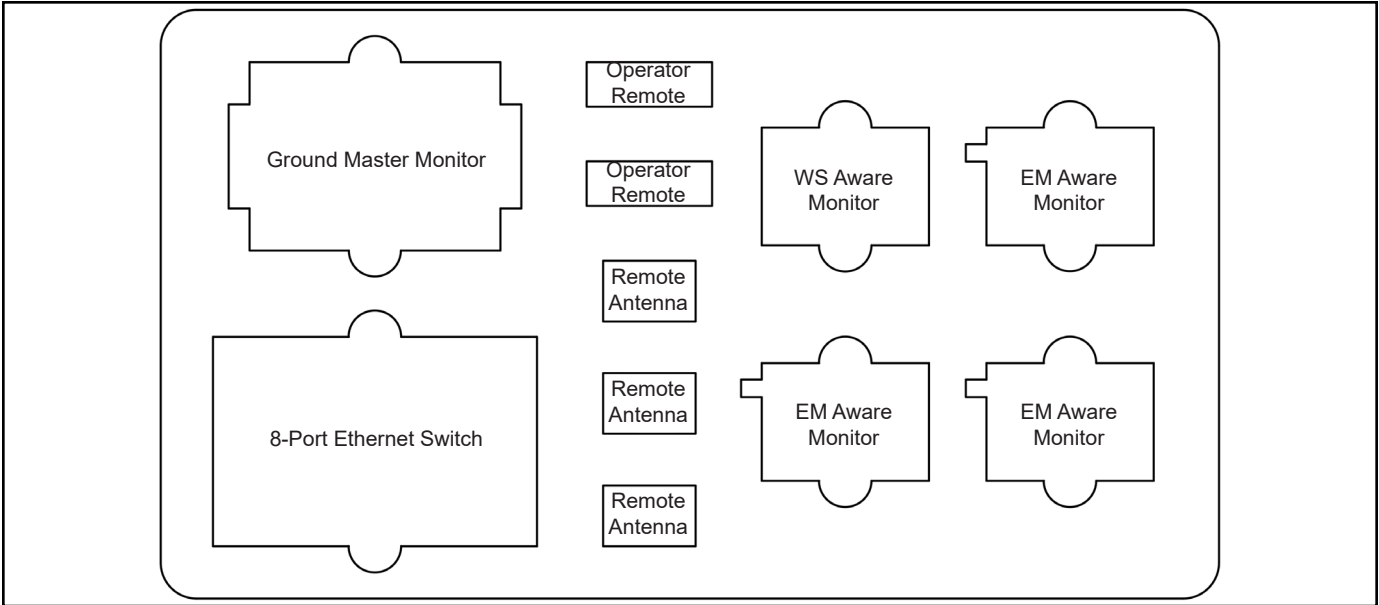 Ground Master Monitor
Operator
Remote
Operator
Remote
WS Aware
Monitor
EM Aware
Monitor
Remote
Antenna
8-Port Ethernet Switch
Remote
Antenna
EM Aware
Monitor
EM Aware
Monitor
Remote
Antenna